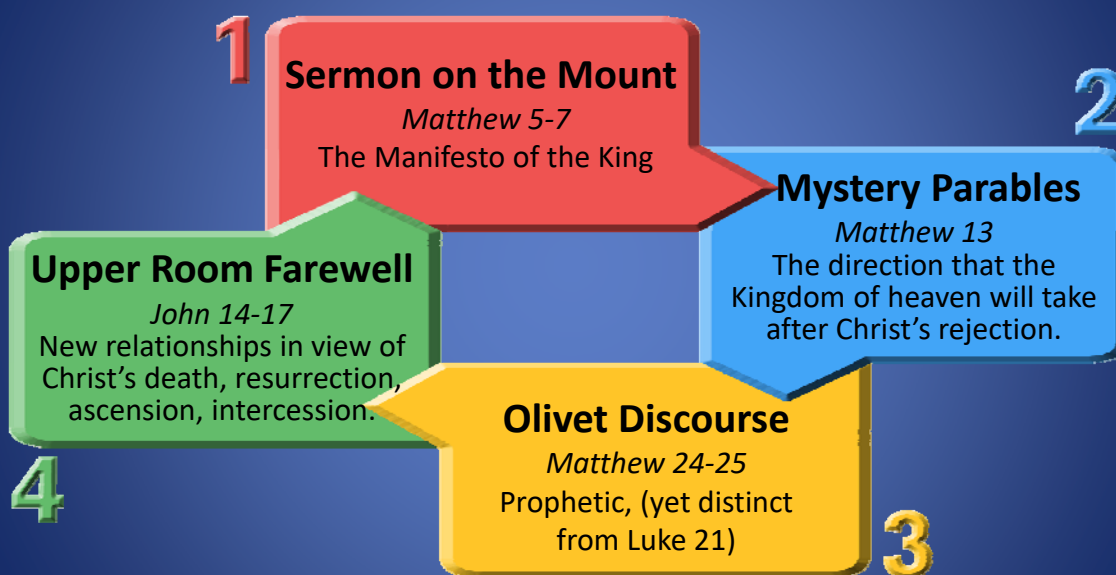 1
Sermon on the Mount
Matthew 5-7
The Manifesto of the King
2
Mystery Parables
Matthew 13
The direction that the
Kingdom of heaven will take
after Christ's rejection.
Olivet Discourse
Matthew 24-25
Prophetic, (yet distinct
from Luke 21)
3
Upper Room Farewell
John 14-17
New relationships in view of
Christ's death, resurrection,
ascension, intercession.
4